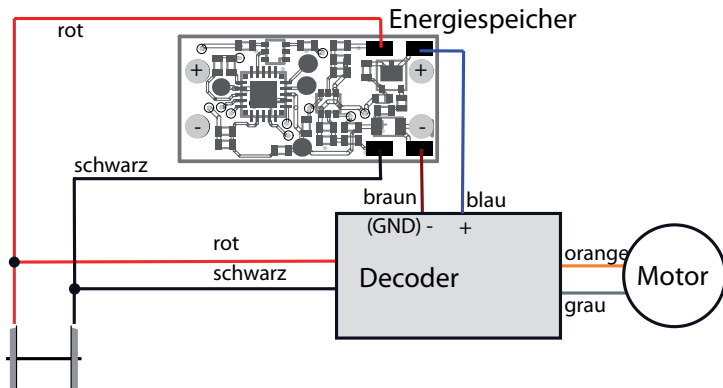 Energiespeicher
rot
+
+
-
-
schwarz
braun
blau
(GND) -
+
rot
orange
schwarz
Decoder
Motor
grau